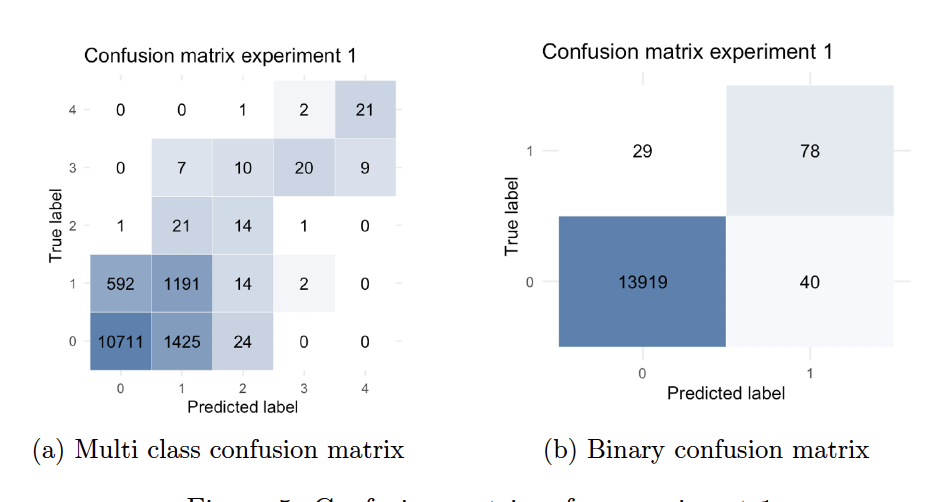 Confusion matrix experiment 1
4 0 0 1 2 21
3 0 7 10 20 9
2 1 21 14 1 0
1 592 1191 14 2 0
0 10711 1425 24 0 0
0 1 2 3 4
True label
Predicted label
(a) Multi class confusion matrix
Confusion matrix experiment 1
1 29 78
0 13919 40
0 1
True label
Predicted label
(b) Binary confusion matrix